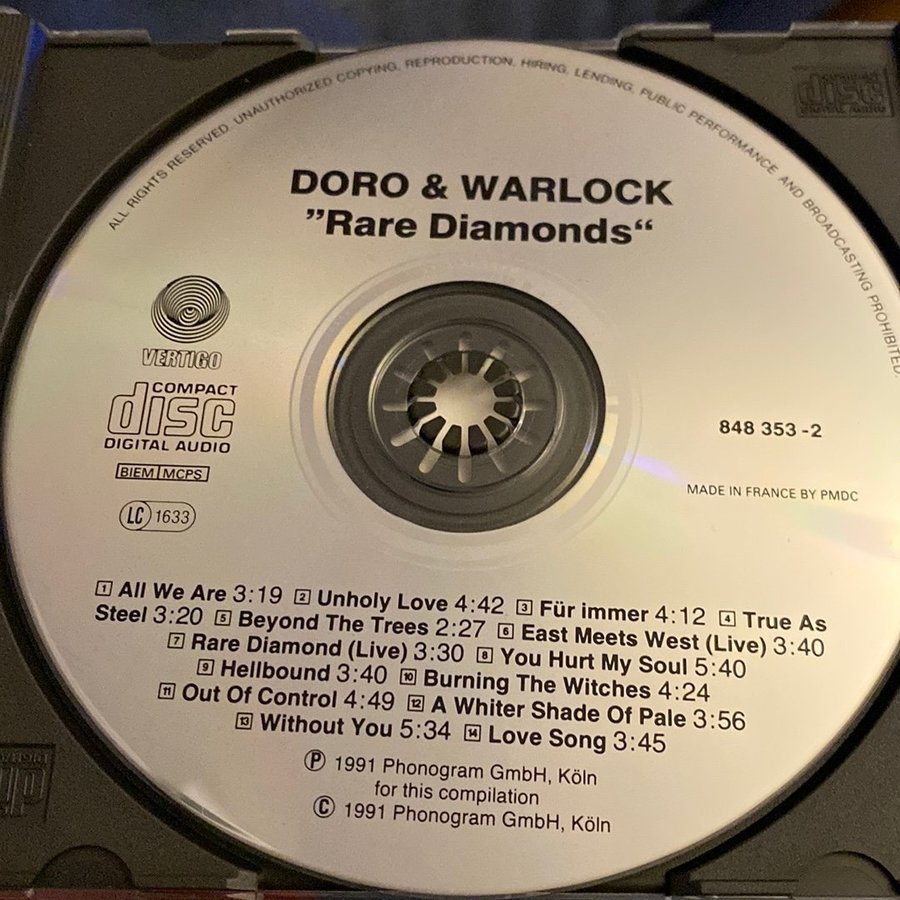 ALL RIGHTS RESERVED. UNAUTHORIZED COPYING, REPRODUCTION, HIRING, LENDING, PUBLIC PERFORMANCE AND BROADCASTING PROHIBITED
disc
DIGITAL AUDIO
DORO & WARLOCK
”Rare Diamonds“
VERTIGO
COMPACT
disc
DIGITAL AUDIO
BIEM MCPS
LC 1633
848 353 -2
MADE IN FRANCE BY PMDC
1 All We Are 3:19 2 Unholy Love 4:42 3 Für immer 4:12 4 True As
Steel 3:20 5 Beyond The Trees 2:27 6 East Meets West (Live) 3:40
7 Rare Diamond (Live) 3:30 8 You Hurt My Soul 5:40
9 Hellbound 3:40 10 Burning The Witches 4:24
11 Out Of Control 4:49 12 A Whiter Shade Of Pale 3:56
13 Without You 5:34 14 Love Song 3:45
Ⓟ 1991 Phonogram GmbH, Köln
for this compilation
© 1991 Phonogram GmbH, Köln